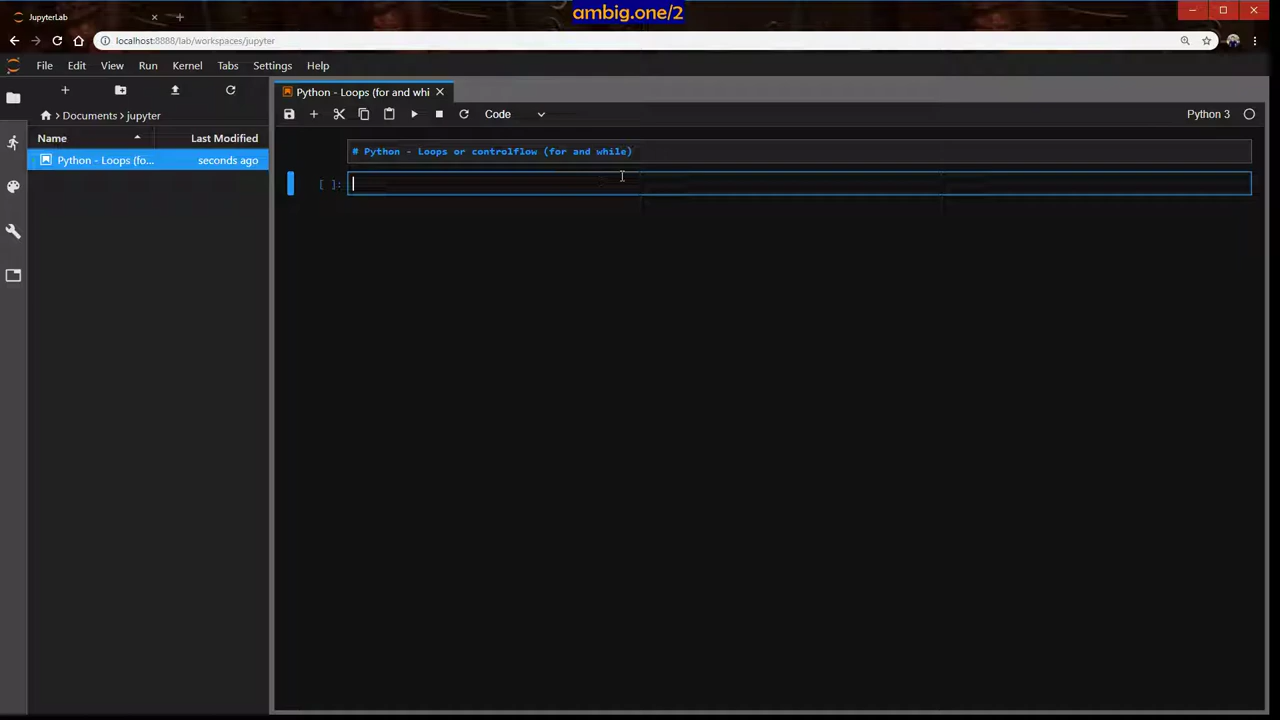 ambig.one/2
JupyterLab
localhost:8888/lab/workspaces/jupyter
File Edit View Run Kernel Tabs Settings Help
Python - Loops (for and whi
Documents jupyter
Code
Python 3
Name Last Modified
Python - Loops (fo... seconds ago
# Python - Loops or controlflow (for and while)
[ ]: